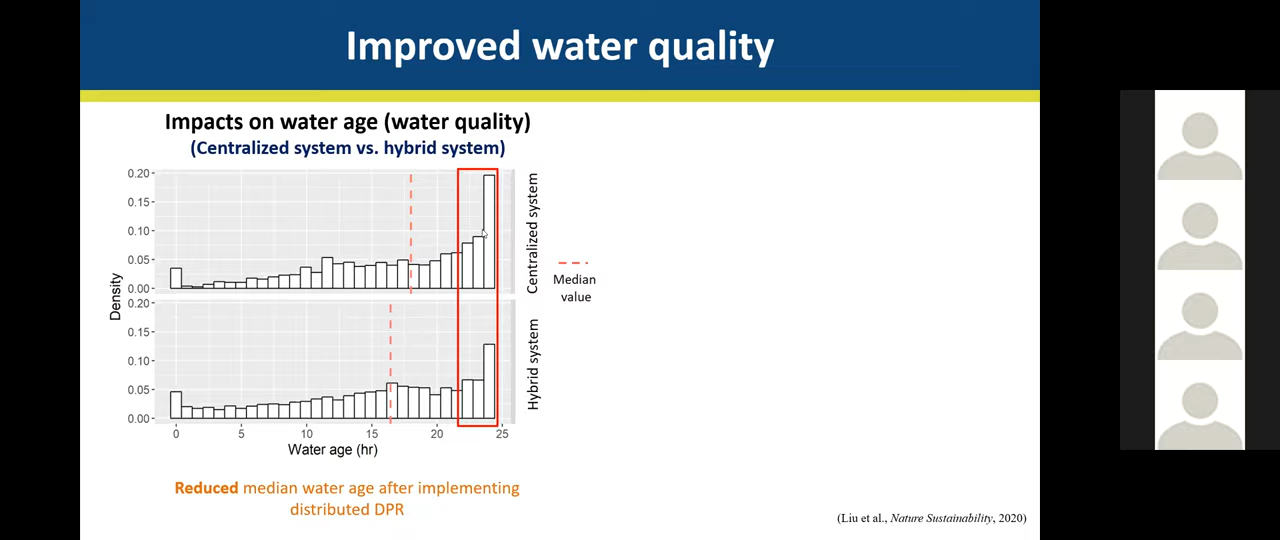 Improved water quality
Impacts on water age (water quality)
(Centralized system vs. hybrid system)
0.20
0.15
0.10
0.05
0.00
Centralized system
0.20
0.15
0.10
0.05
0.00
Hybrid system
Density
0
5
10
15
20
25
Water age (hr)
Median
value
Reduced median water age after implementing
distributed DPR
(Liu et al., Nature Sustainability, 2020)